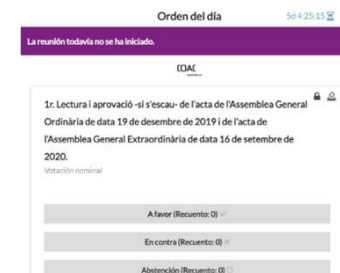 Orden del día
5d 4:25:15
La reunión todavía no se ha iniciado.
COAC
1r. Lectura i aprovació -si s'escau- de l'acta de l'Assemblea General
Ordinària de data 19 de desembre de 2019 i de l'acta de
l'Assemblea General Extraordinària de data 16 de setembre de
2020.
Votación nominal
A favor (Recuento: 0)
En contra (Recuento: 0)
Abstención (Recuento: 0)